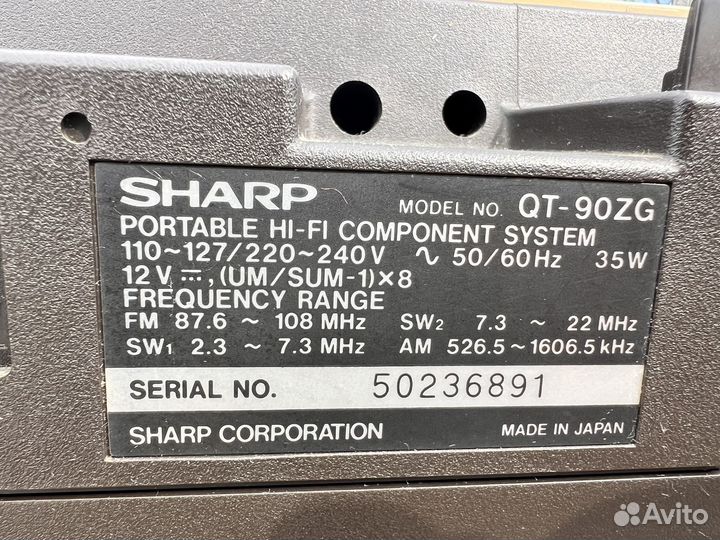 SHARP MODEL NO. QT-90ZG
PORTABLE HI-FI COMPONENT SYSTEM
110~127/220~240V ∿ 50/60Hz 35W
12V ⎓, (UM/SUM-1)×8
FREQUENCY RANGE
FM 87.6 ~ 108 MHz SW2 7.3 ~ 22 MHz
SW1 2.3 ~ 7.3 MHz AM 526.5~1606.5 kHz
SERIAL NO. 50236891
SHARP CORPORATION MADE IN JAPAN
Avito